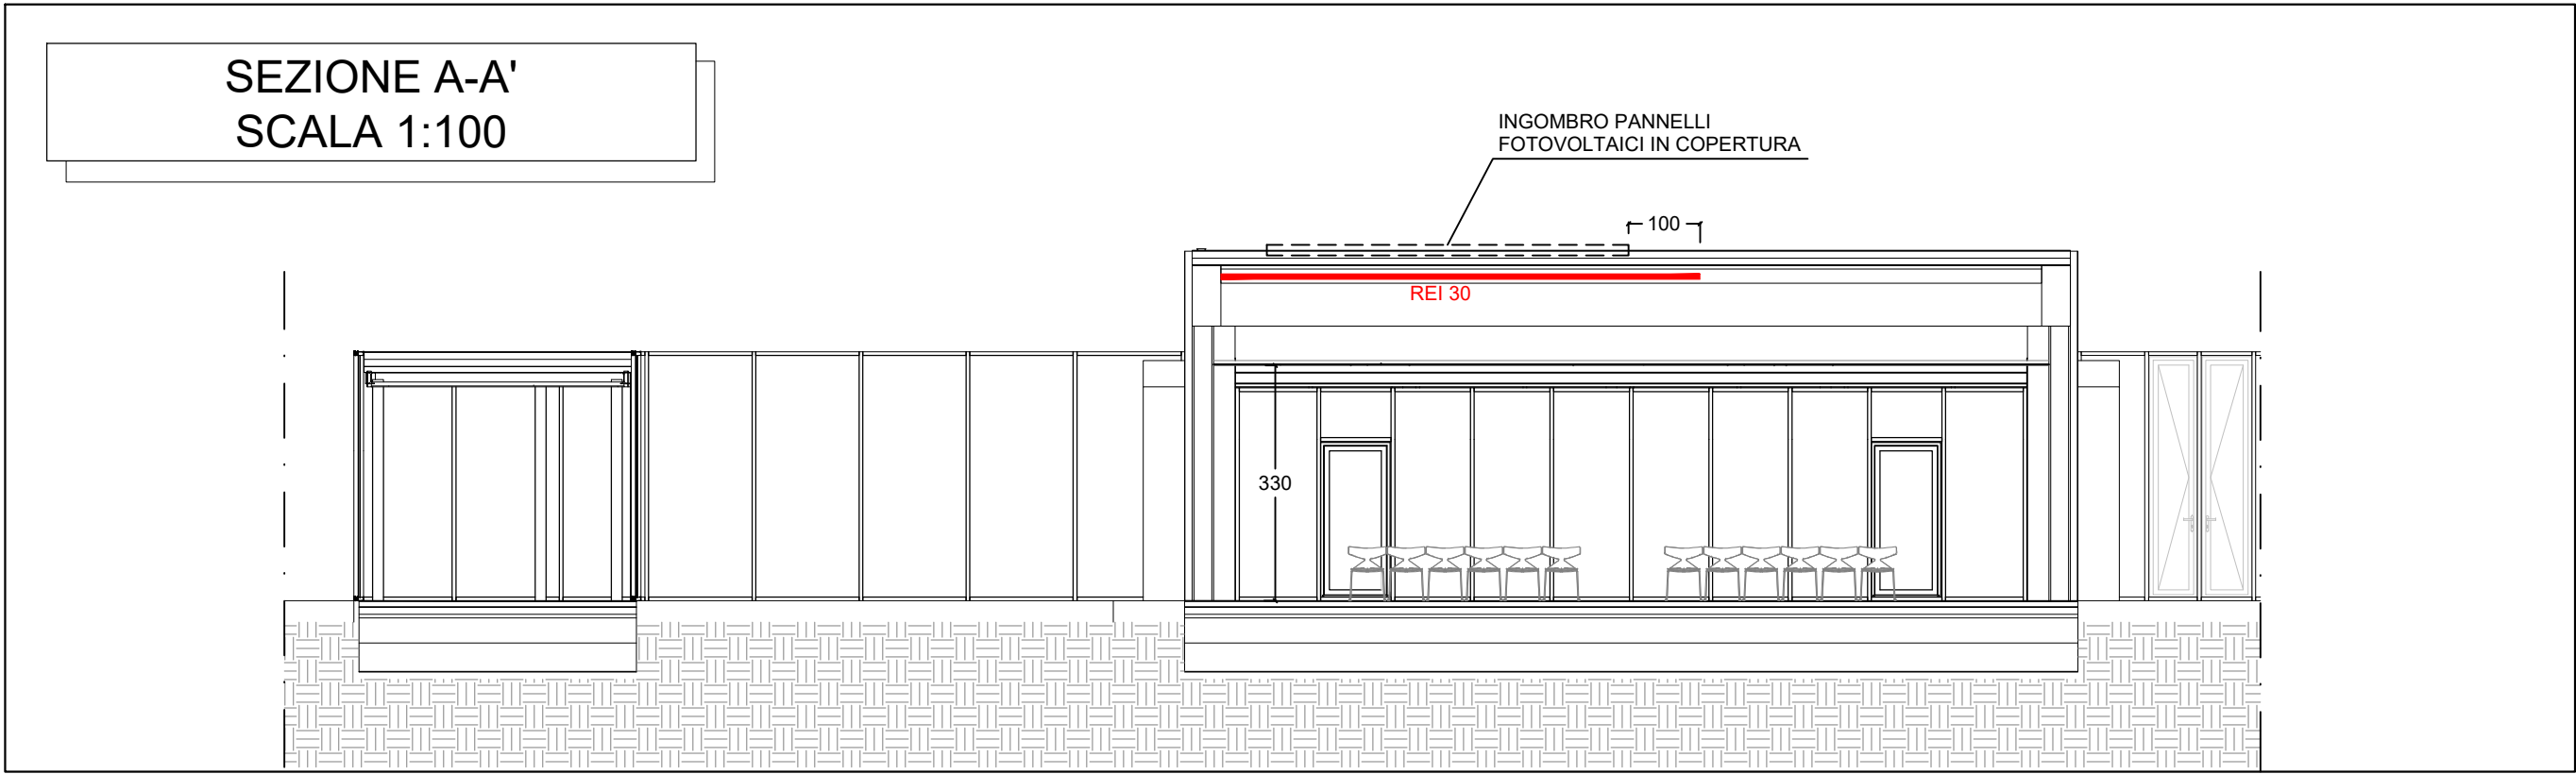 SEZIONE A-A'
SCALA 1:100
INGOMBRO PANNELLI
FOTOVOLTAICI IN COPERTURA
100
REI 30
330